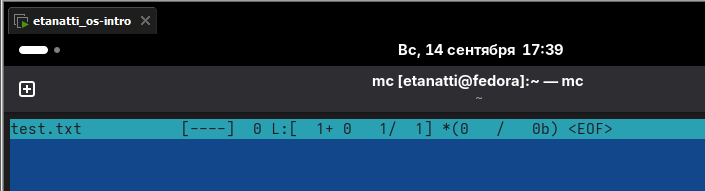 etanatti_os-intro
Вс, 14 сентября 17:39
mc [etanatti@fedora]:~ — mc
~
test.txt           [----]  0 L:[  1+ 0   1/  1] *(0   /   0b) <EOF>